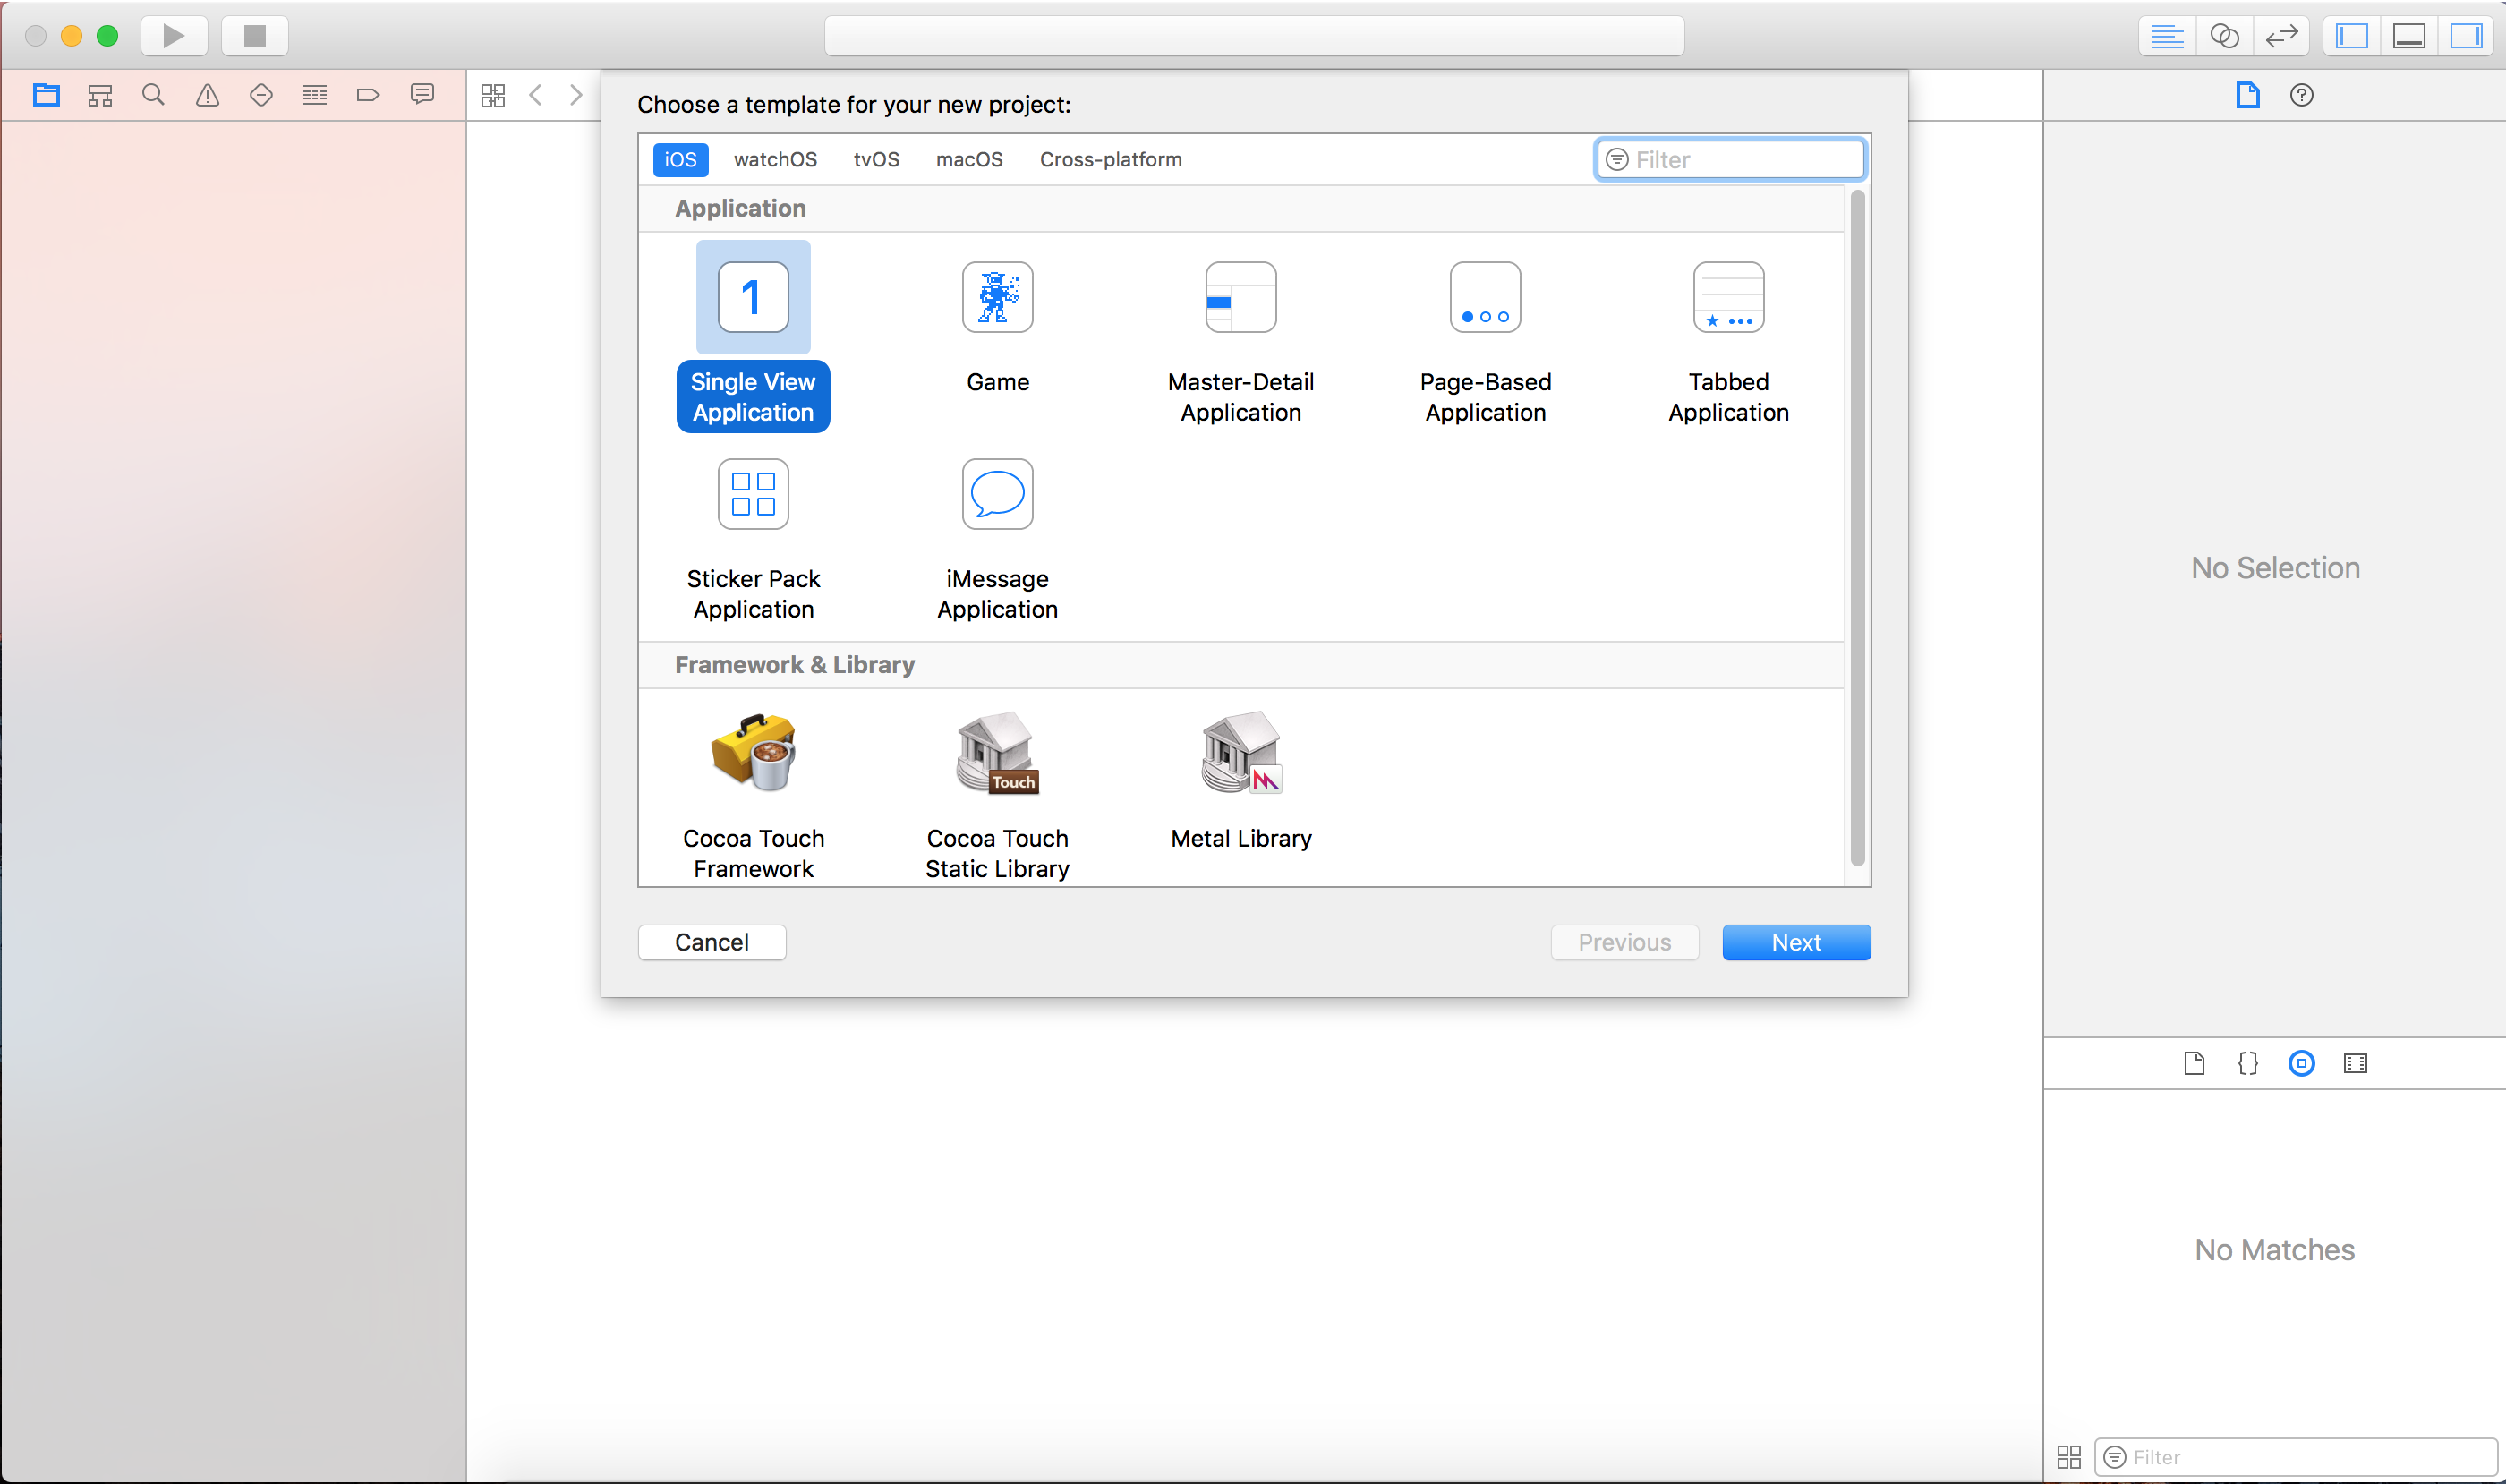 Choose a template for your new project:
iOS watchOS tvOS macOS Cross-platform Filter
Application
1
Single View Application
Game
Master-Detail Application
Page-Based Application
Tabbed Application
Sticker Pack Application
iMessage Application
Framework & Library
Touch
Cocoa Touch Framework
Cocoa Touch Static Library
Metal Library
Cancel Previous Next
No Selection
{}
No Matches
Filter